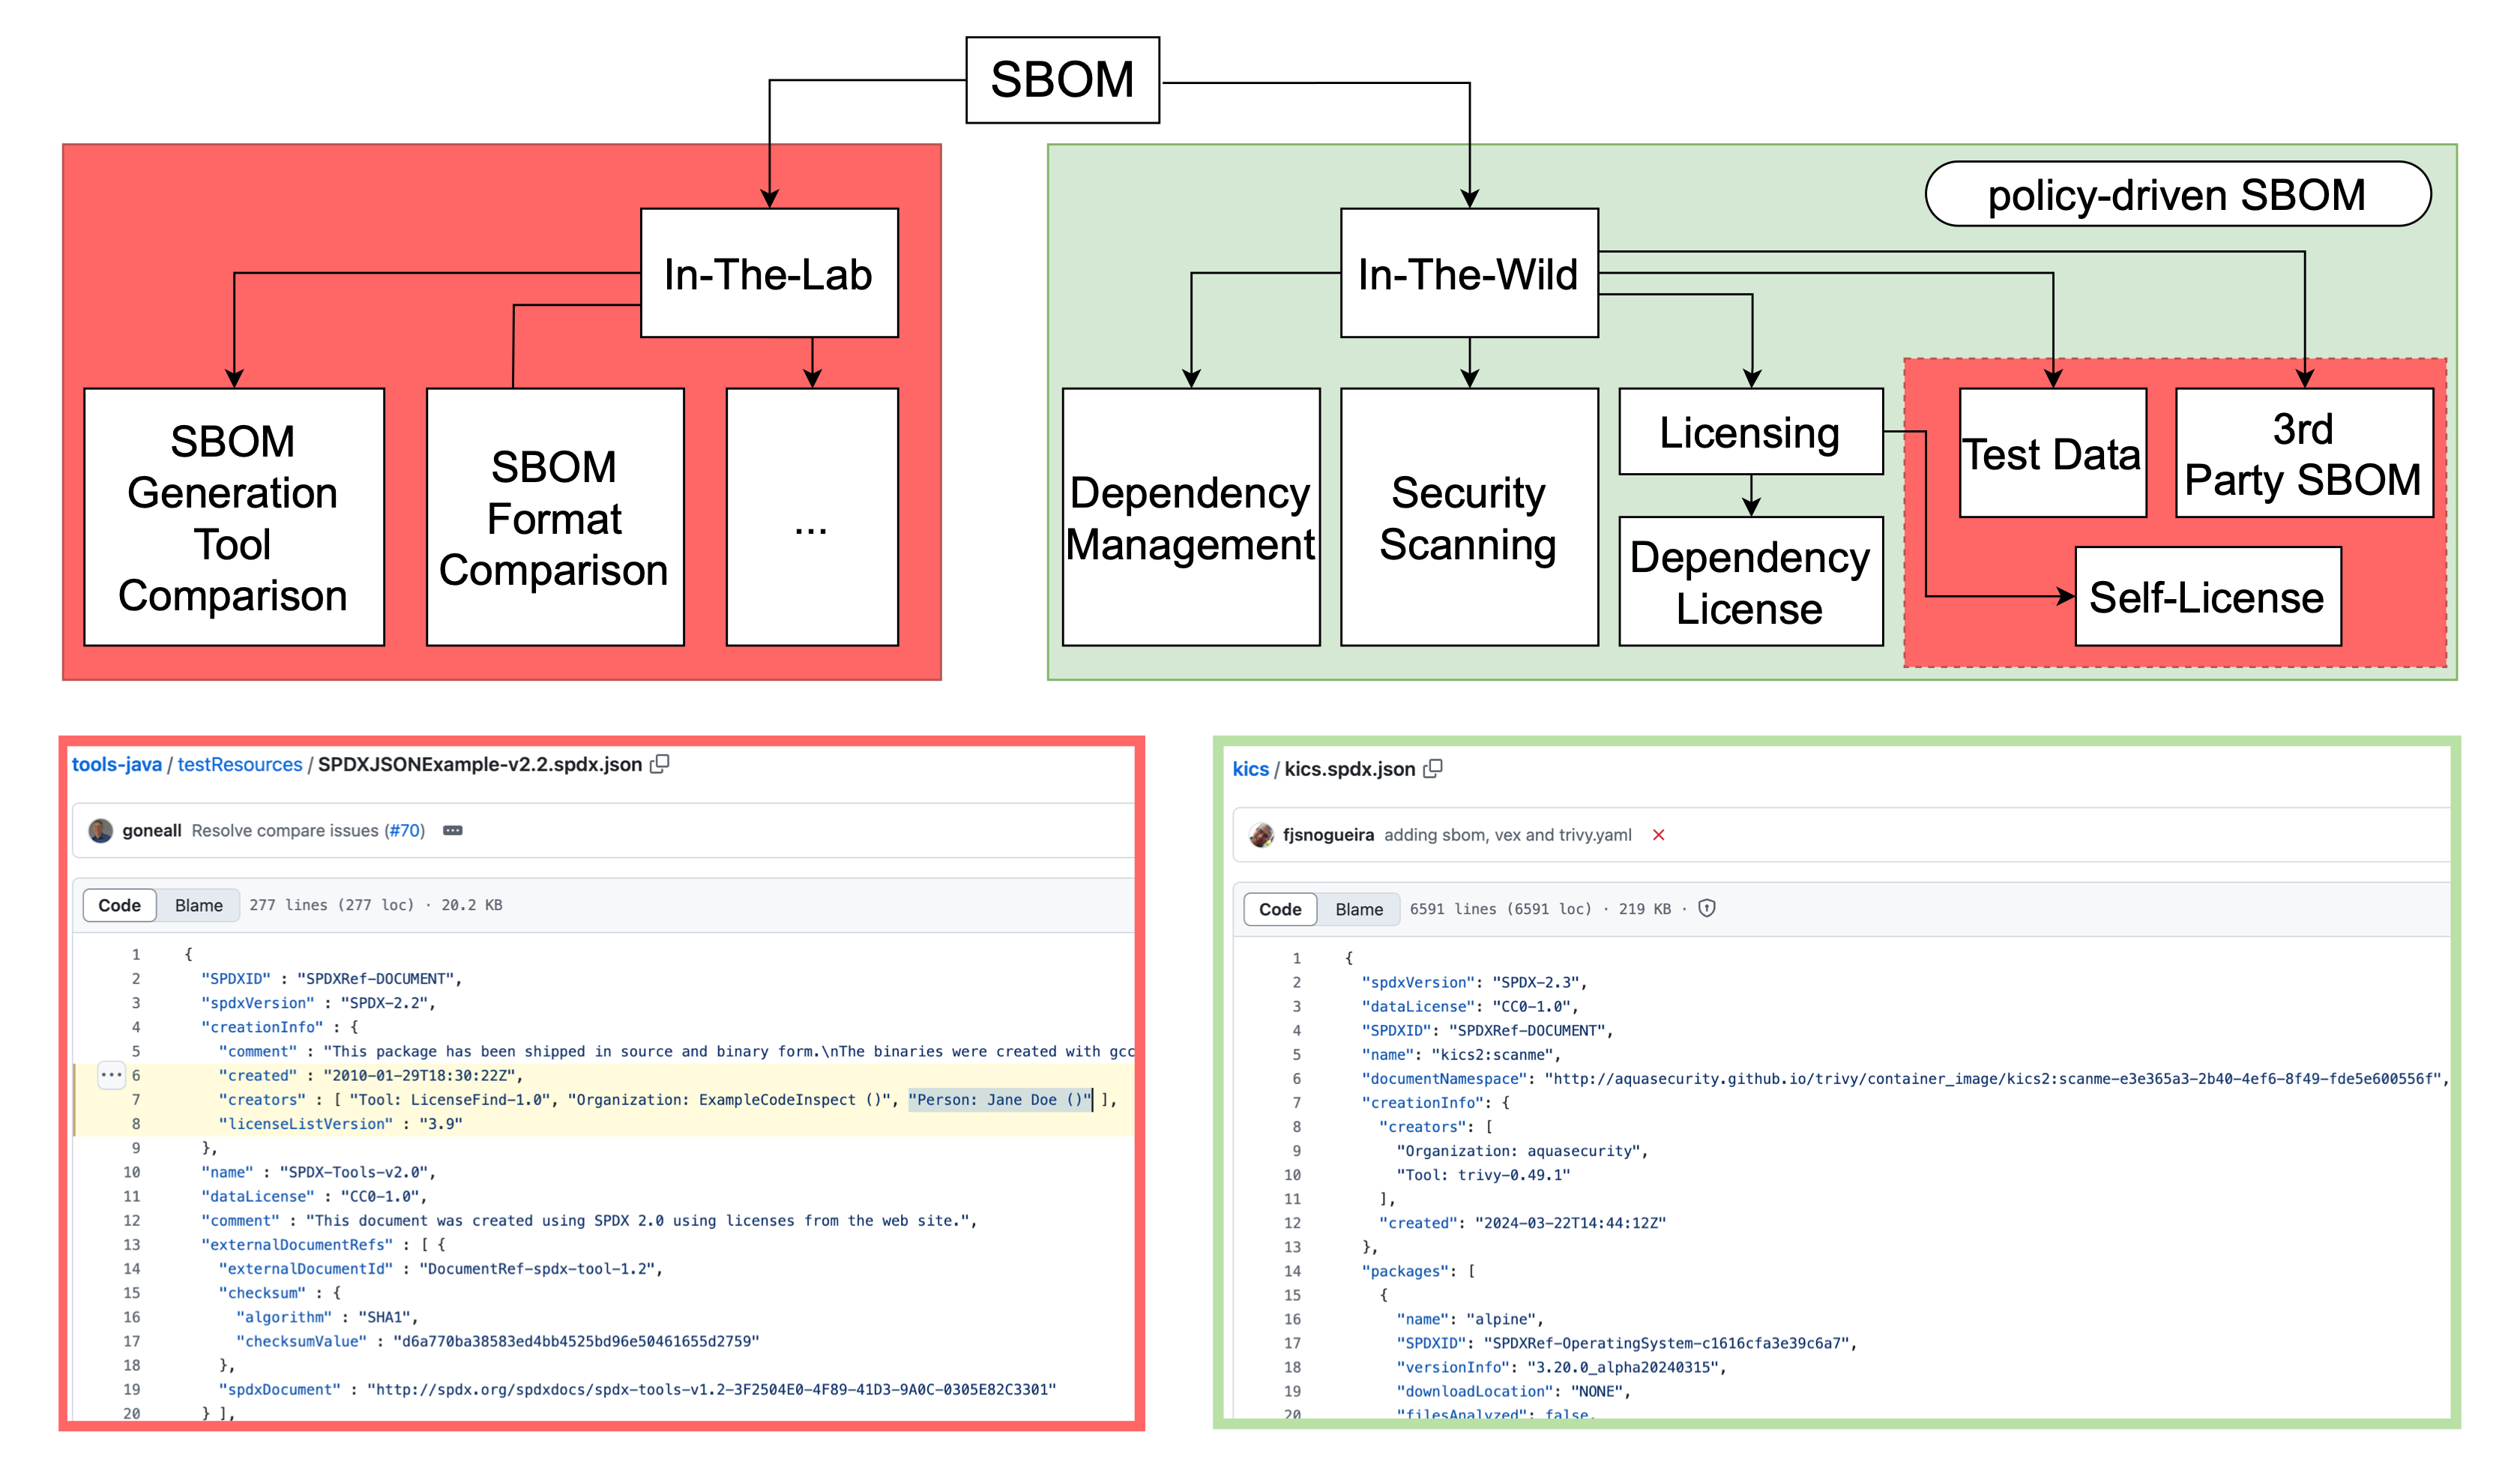 SBOM
policy-driven SBOM
In-The-Lab
In-The-Wild
SBOM
Generation
Tool
Comparison
SBOM
Format
Comparison
...
Dependency
Management
Security
Scanning
Licensing
Dependency
License
Test Data
3rd
Party SBOM
Self-License
tools-java / testResources / SPDXJSONExample-v2.2.spdx.json
goneall Resolve compare issues (#70) ...
Code Blame 277 lines (277 loc) · 20.2 KB
1 {
2 "SPDXID" : "SPDXRef-DOCUMENT",
3 "spdxVersion" : "SPDX-2.2",
4 "creationInfo" : {
5 "comment" : "This package has been shipped in source and binary form.\nThe binaries were created with gcc
... 6 "created" : "2010-01-29T18:30:22Z",
7 "creators" : [ "Tool: LicenseFind-1.0", "Organization: ExampleCodeInspect ()", "Person: Jane Doe ()" ],
8 "licenseListVersion" : "3.9"
9 },
10 "name" : "SPDX-Tools-v2.0",
11 "dataLicense" : "CC0-1.0",
12 "comment" : "This document was created using SPDX 2.0 using licenses from the web site.",
13 "externalDocumentRefs" : [ {
14 "externalDocumentId" : "DocumentRef-spdx-tool-1.2",
15 "checksum" : {
16 "algorithm" : "SHA1",
17 "checksumValue" : "d6a770ba38583ed4bb4525bd96e50461655d2759"
18 },
19 "spdxDocument" : "http://spdx.org/spdxdocs/spdx-tools-v1.2-3F2504E0-4F89-41D3-9A0C-0305E82C3301"
20 } ],
kics / kics.spdx.json
fjsnogueira adding sbom, vex and trivy.yaml
Code Blame 6591 lines (6591 loc) · 219 KB ·
1 {
2 "spdxVersion": "SPDX-2.3",
3 "dataLicense": "CC0-1.0",
4 "SPDXID": "SPDXRef-DOCUMENT",
5 "name": "kics2:scanme",
6 "documentNamespace": "http://aquasecurity.github.io/trivy/container_image/kics2:scanme-e3e365a3-2b40-4ef6-8f49-fde5e600556f",
7 "creationInfo": {
8 "creators": [
9 "Organization: aquasecurity",
10 "Tool: trivy-0.49.1"
11 ],
12 "created": "2024-03-22T14:44:12Z"
13 },
14 "packages": [
15 {
16 "name": "alpine",
17 "SPDXID": "SPDXRef-OperatingSystem-c1616cfa3e39c6a7",
18 "versionInfo": "3.20.0_alpha20240315",
19 "downloadLocation": "NONE",
20 "filesAnalyzed": false,